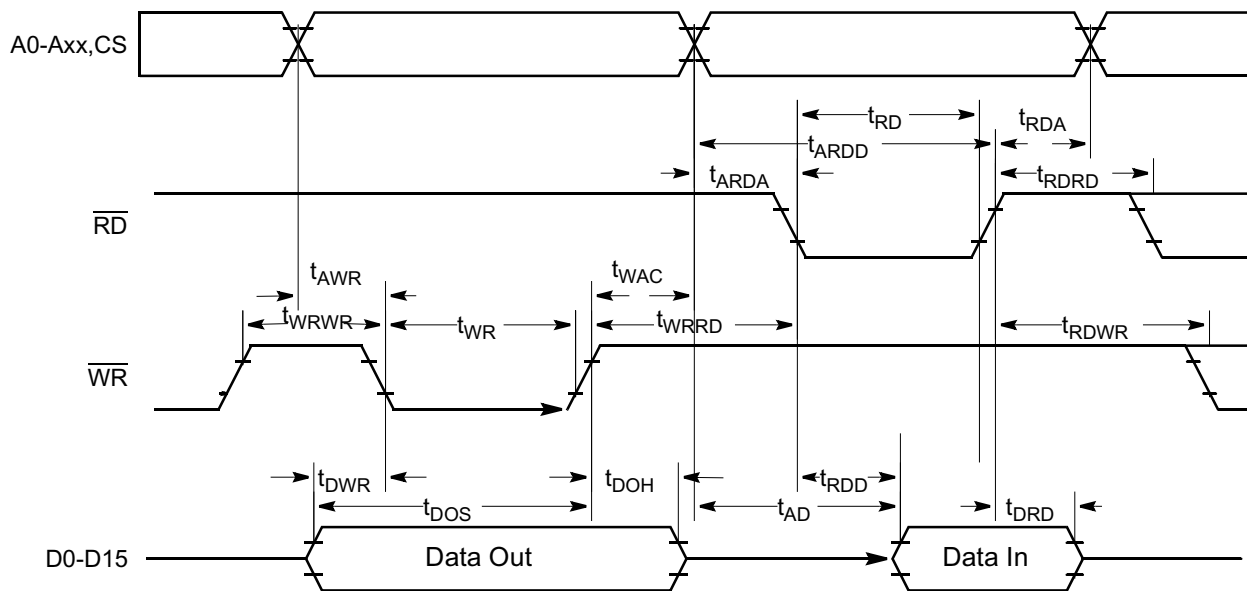 A0-Axx,CS
tRD
tRDA
tARDD
tARDA
tRDRD
RD
tAWR
tWAC
tWRWR
tWR
tWRRD
tRDWR
WR
tDWR
tDOH
tRDD
tDOS
tAD
tDRD
D0-D15
Data Out
Data In